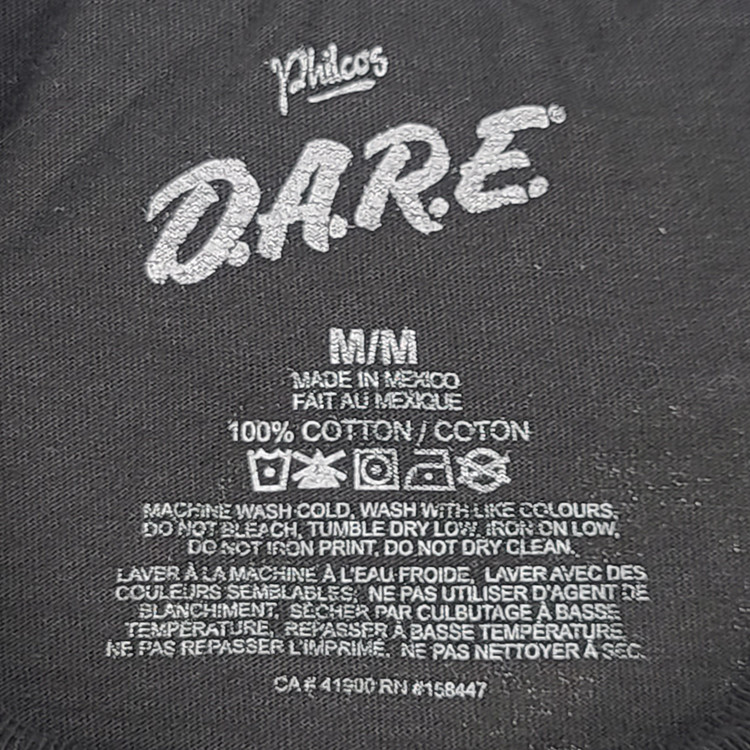 Philcos
D.A.R.E.
M/M
MADE IN MEXICO
FAIT AU MEXIQUE
100% COTTON / COTON
MACHINE WASH COLD, WASH WITH LIKE COLOURS,
DO NOT BLEACH, TUMBLE DRY LOW, IRON ON LOW,
DO NOT IRON PRINT, DO NOT DRY CLEAN.
LAVER À LA MACHINE À L'EAU FROIDE, LAVER AVEC DES
COULEURS SEMBLABLES, NE PAS UTILISER D'AGENT DE
BLANCHIMENT, SÉCHER PAR CULBUTAGE À BASSE
TEMPÉRATURE, REPASSER À BASSE TEMPÉRATURE,
NE PAS REPASSER L'IMPRIMÉ, NE PAS NETTOYER À SEC.
CA# 41900 RN #158447